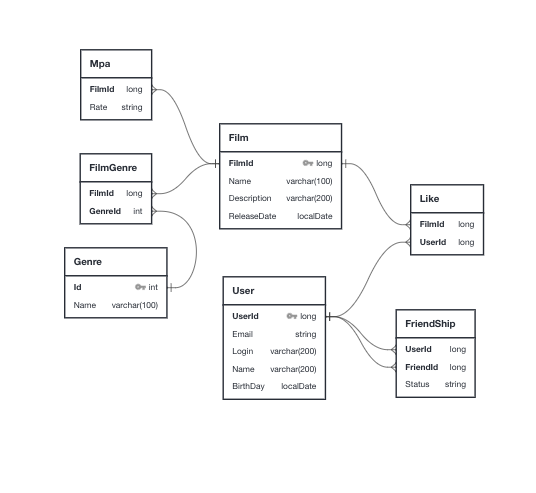 Mpa
FilmId long
Rate string
Film
FilmId long
Name varchar(100)
Description varchar(200)
ReleaseDate localDate
FilmGenre
FilmId long
GenreId int
Like
FilmId long
UserId long
Genre
Id int
Name varchar(100)
User
UserId long
Email string
Login varchar(200)
Name varchar(200)
BirthDay localDate
FriendShip
UserId long
FriendId long
Status string